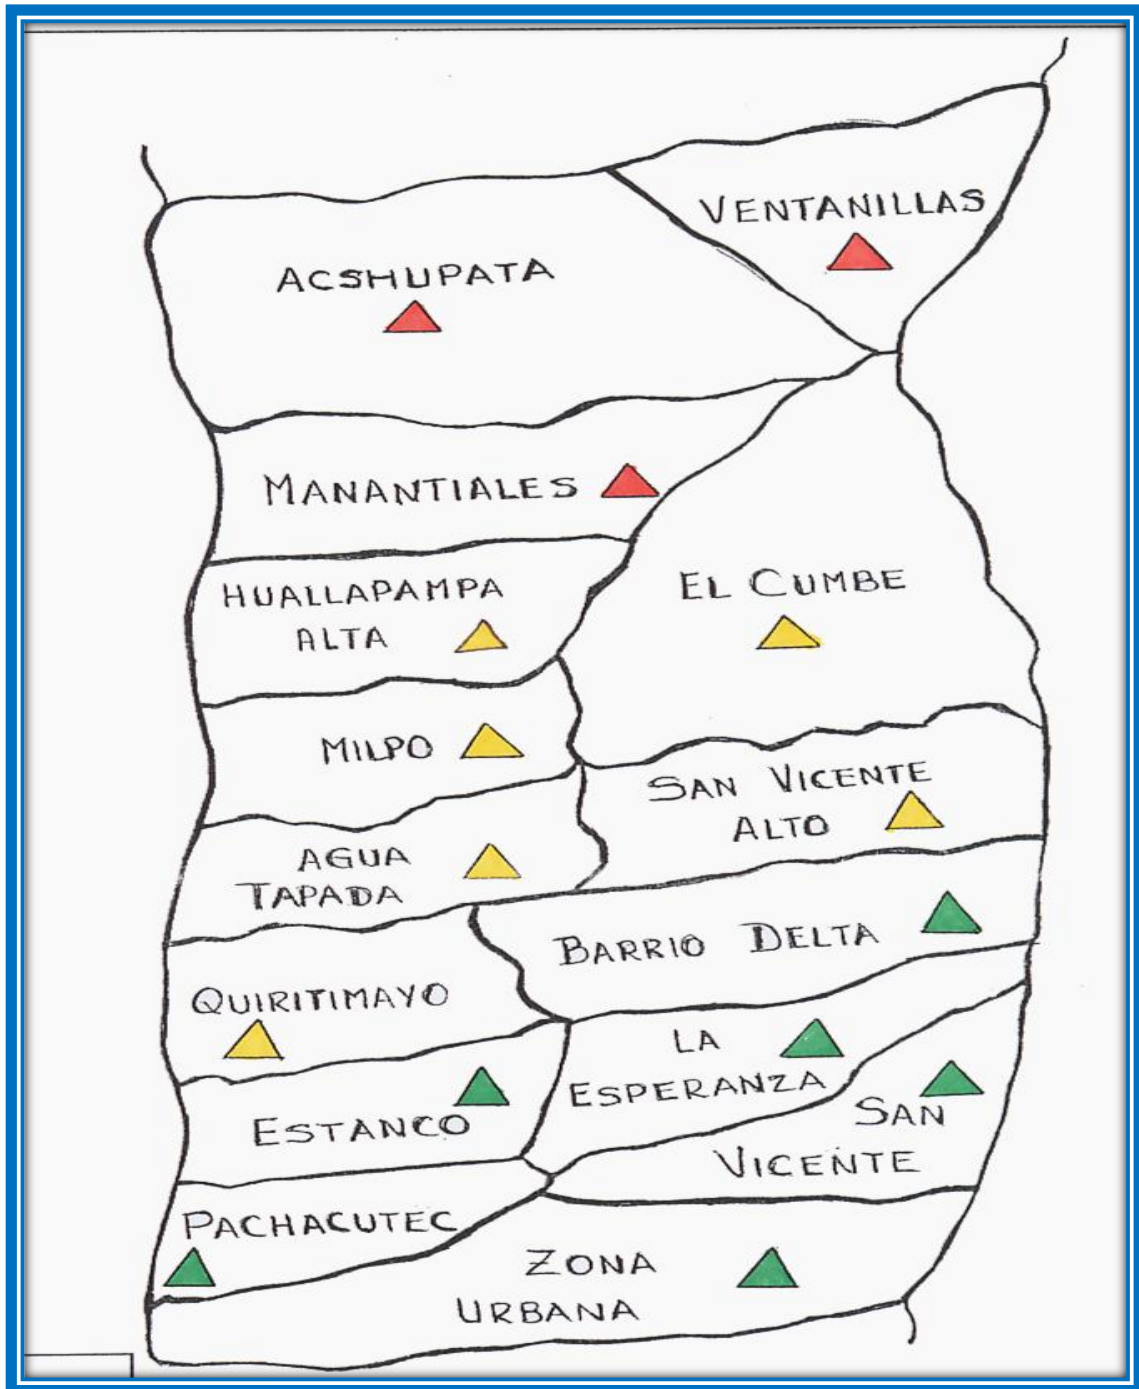 VENTANILLAS
ACSHUPATA
MANANTIALES
HUALLAPAMPA
ALTA
EL CUMBE
MILPO
SAN VICENTE
ALTO
AGUA
TAPADA
BARRIO DELTA
QUIRITIMAYO
LA
ESPERANZA
ESTANCO
SAN
VICENTE
PACHACUTEC
ZONA
URBANA